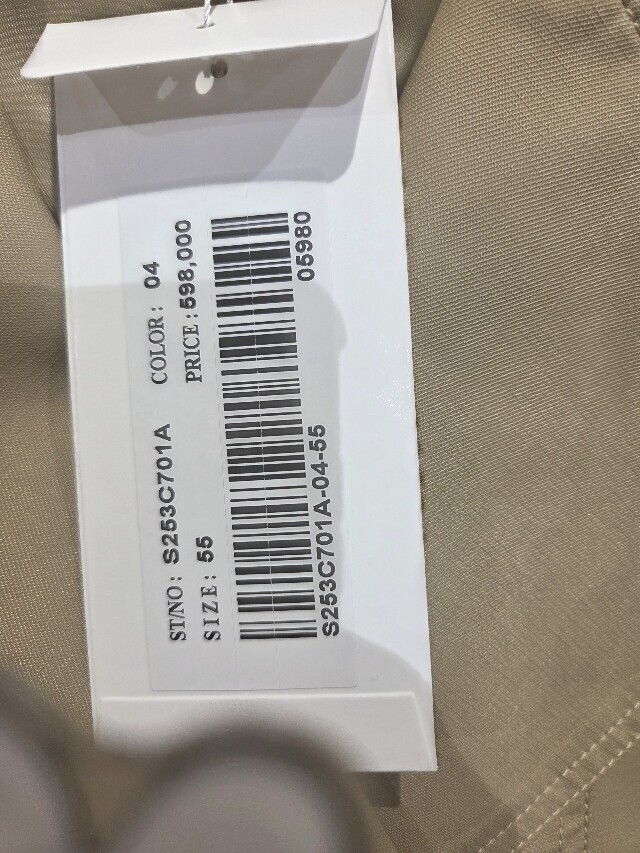 ST/NO: S253C701A COLOR: 04
SIZE: 55 PRICE: 598,000
S253C701A-04-55 05980